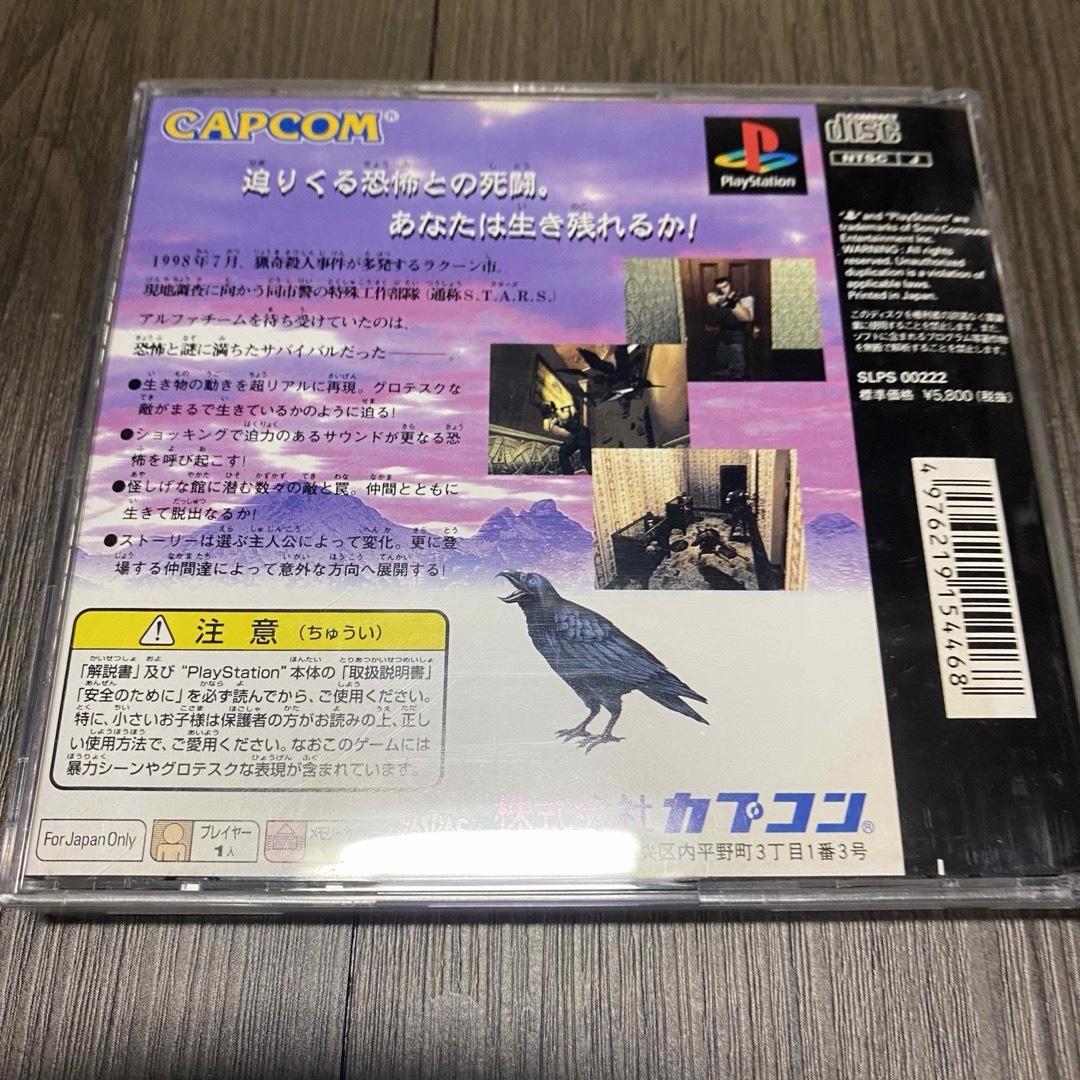 CAPCOM®
迫りくる恐怖との死闘。
あなたは生き残れるか!
1998年7月、猟奇殺人事件が多発するラクーン市。
現地調査に向かう同市警の特殊工作部隊(通称S.T.A.R.S.)
アルファチームを待ち受けていたのは、
恐怖と謎に満ちたサバイバルだった———。
●生き物の動きを超リアルに再現。グロテスクな
敵がまるで生きているかのように迫る!
●ショッキングで迫力のあるサウンドが更なる恐
怖を呼び起こす!
●怪しげな館に潜む数々の敵と罠。仲間とともに
生きて脱出なるか!
●ストーリーは選ぶ主人公によって変化。更に登
場する仲間達によって意外な方向へ展開する!
注意(ちゅうい)
「解説書」及び"PlayStation"本体の「取扱説明書」
「安全のために」を必ず読んでから、ご使用ください。
特に、小さいお子様は保護者の方がお読みの上、正し
い使用方法で、ご愛用ください。なおこのゲームには
暴力シーンやグロテスクな表現が含まれています。
For Japan Only
プレイヤー
1人
メモリ
株式会社カプコン®
区内平野町3丁目1番3号
PlayStation
COMPACT
disc
NTSC J
and "PlayStation" are
trademarks of Sony Computer
Entertainment Inc.
WARNING: All rights
reserved. Unauthorized
duplication is a violation of
applicable laws.
Printed in Japan.
SLPS 00222
標準価格 ¥5,800(税抜)
4976219154468